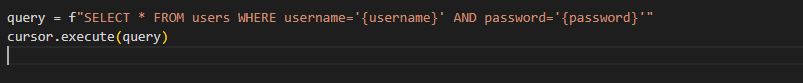 query = f"SELECT * FROM users WHERE username='{username}' AND password='{password}'"
cursor.execute(query)